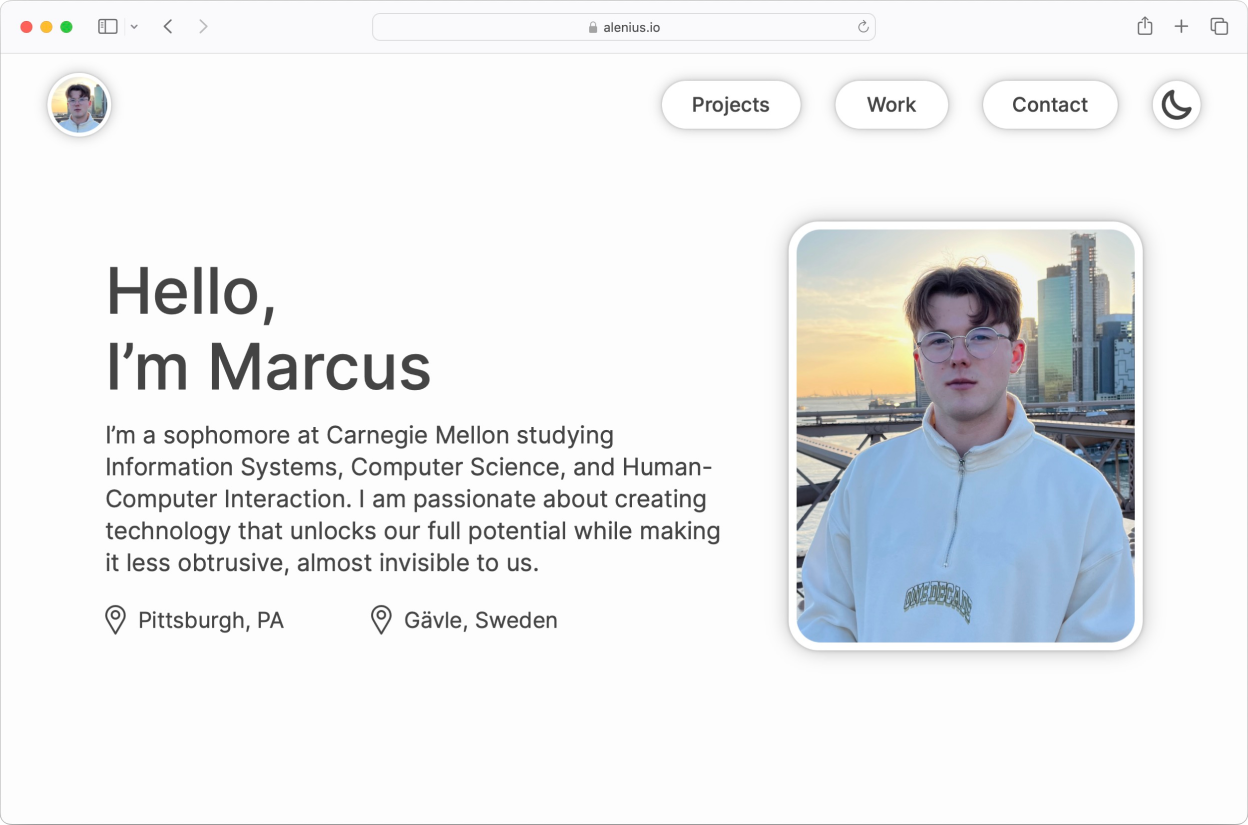 alenius.io
Projects
Work
Contact
Hello,
I’m Marcus
I’m a sophomore at Carnegie Mellon studying
Information Systems, Computer Science, and Human-
Computer Interaction. I am passionate about creating
technology that unlocks our full potential while making
it less obtrusive, almost invisible to us.
Pittsburgh, PA
Gävle, Sweden
ONE DECADE